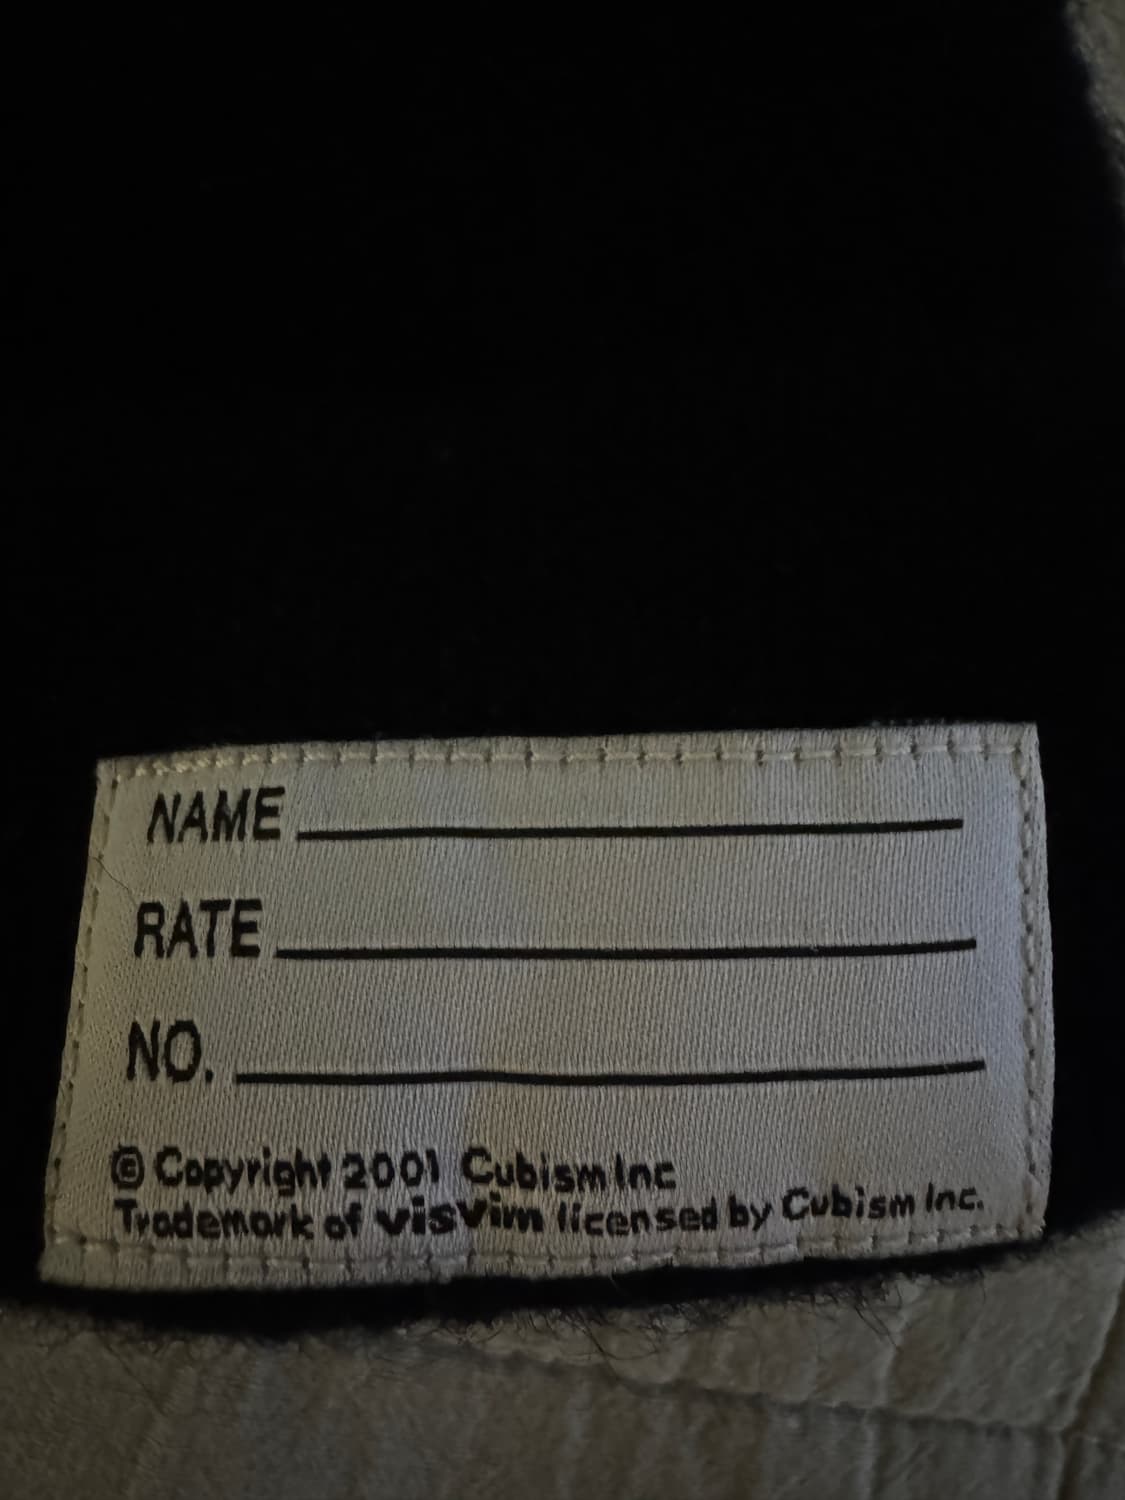 NAME
RATE
NO.
© Copyright 2001 Cubism Inc
Trademark of visvim licensed by Cubism Inc.